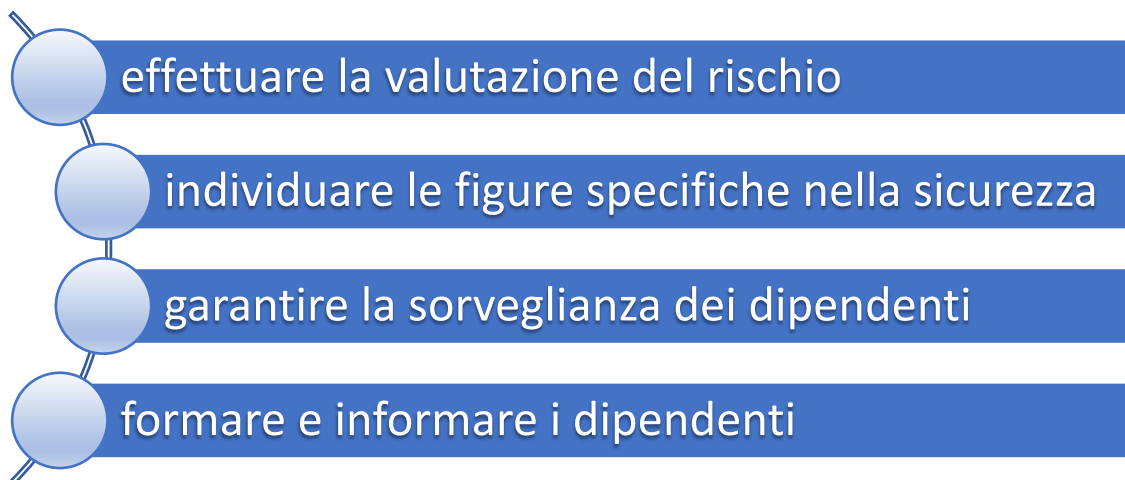 effettuare la valutazione del rischio
individuare le figure specifiche nella sicurezza
garantire la sorveglianza dei dipendenti
formare e informare i dipendenti